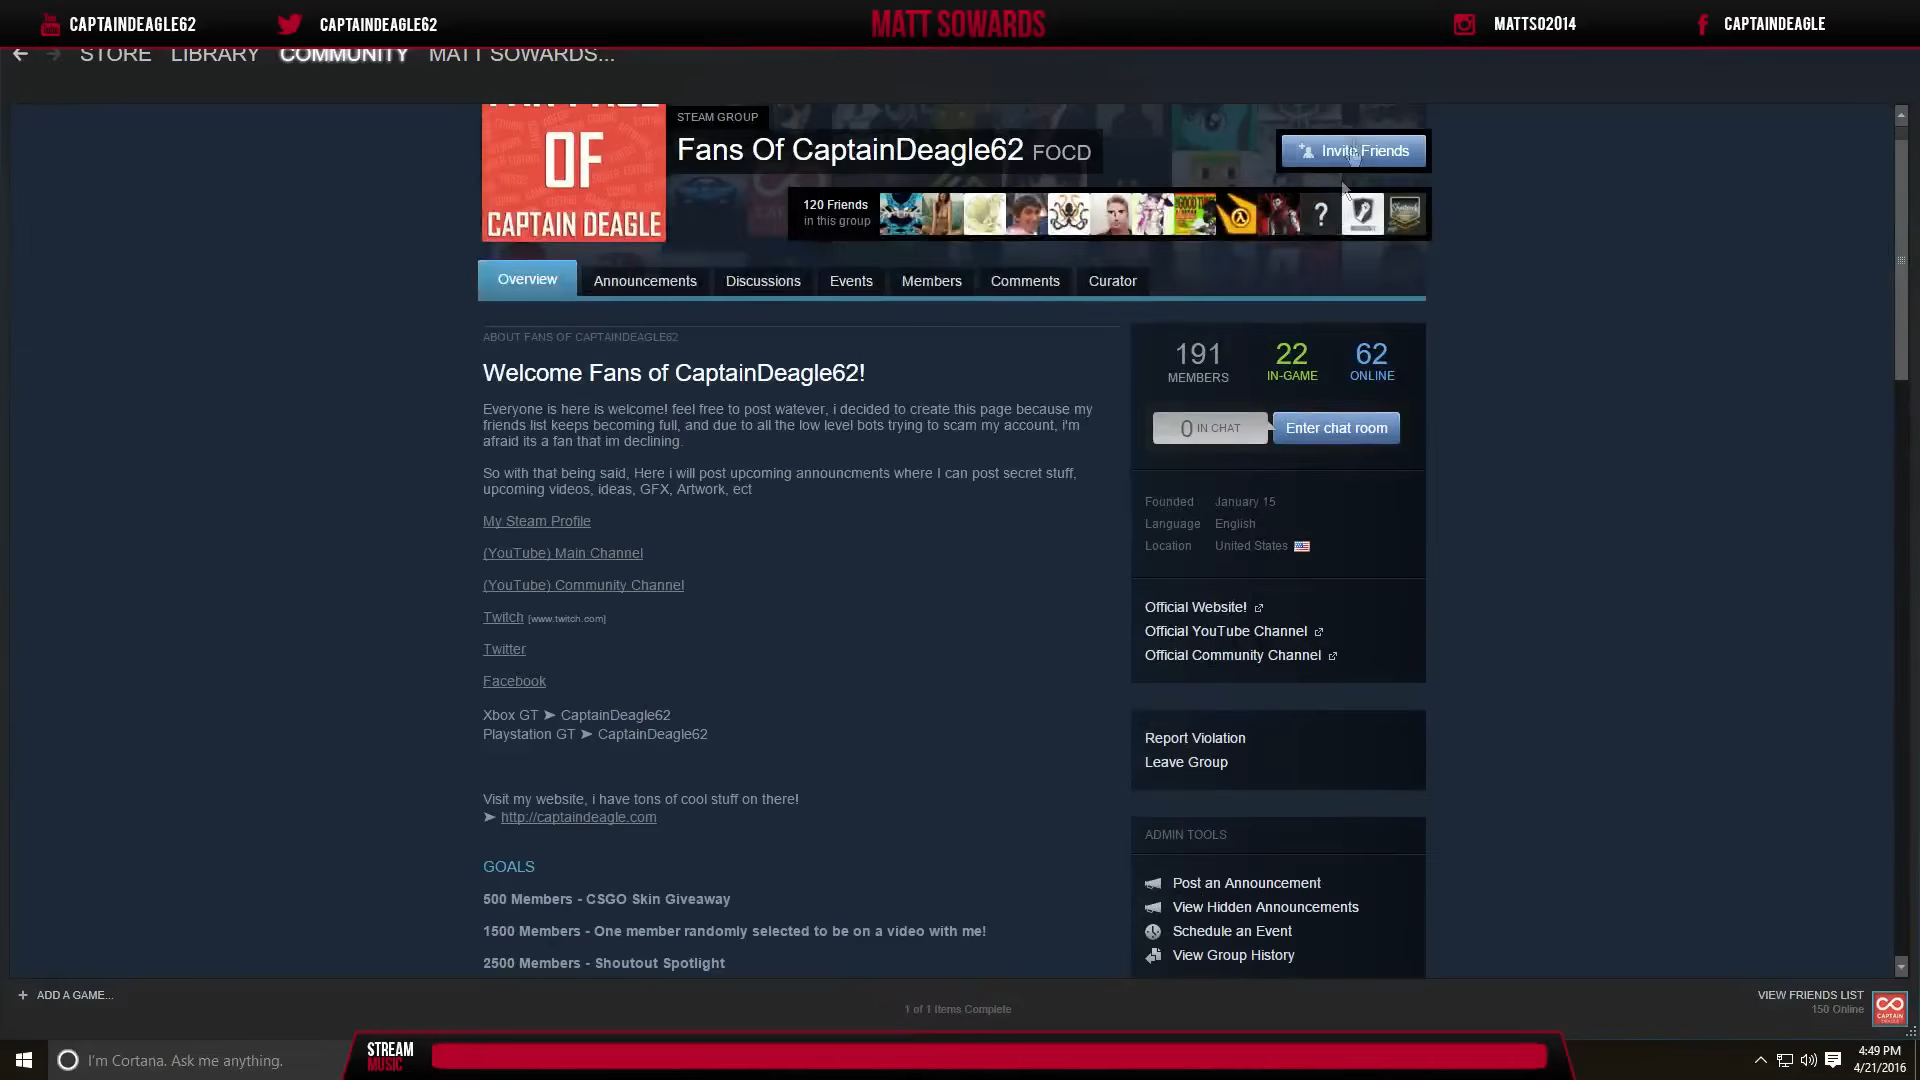 CAPTAINDEAGLE62
CAPTAINDEAGLE62
MATT SOWARDS
MATTSO2014
CAPTAINDEAGLE
STORE LIBRARY COMMUNITY MATT SOWARDS...
OF
CAPTAIN DEAGLE
STEAM GROUP
Fans Of CaptainDeagle62 FOCD
Invite Friends
120 Friends
in this group
Overview
Announcements
Discussions
Events
Members
Comments
Curator
ABOUT FANS OF CAPTAINDEAGLE62
Welcome Fans of CaptainDeagle62!
Everyone is here is welcome! feel free to post watever, i decided to create this page because my
friends list keeps becoming full, and due to all the low level bots trying to scam my account, i'm
afraid its a fan that im declining.
So with that being said, Here i will post upcoming announcments where I can post secret stuff,
upcoming videos, ideas, GFX, Artwork, ect
My Steam Profile
(YouTube) Main Channel
(YouTube) Community Channel
Twitch [www.twitch.com]
Twitter
Facebook
Xbox GT ➤ CaptainDeagle62
Playstation GT ➤ CaptainDeagle62
Visit my website, i have tons of cool stuff on there!
➤ http://captaindeagle.com
GOALS
500 Members - CSGO Skin Giveaway
1500 Members - One member randomly selected to be on a video with me!
2500 Members - Shoutout Spotlight
191 22 62
MEMBERS IN-GAME ONLINE
0 IN CHAT
Enter chat room
Founded January 15
Language English
Location United States
Official Website!
Official YouTube Channel
Official Community Channel
Report Violation
Leave Group
ADMIN TOOLS
Post an Announcement
View Hidden Announcements
Schedule an Event
View Group History
+ ADD A GAME...
1 of 1 Items Complete
VIEW FRIENDS LIST
150 Online
I'm Cortana. Ask me anything.
STREAM
MUSIC
4:49 PM
4/21/2016